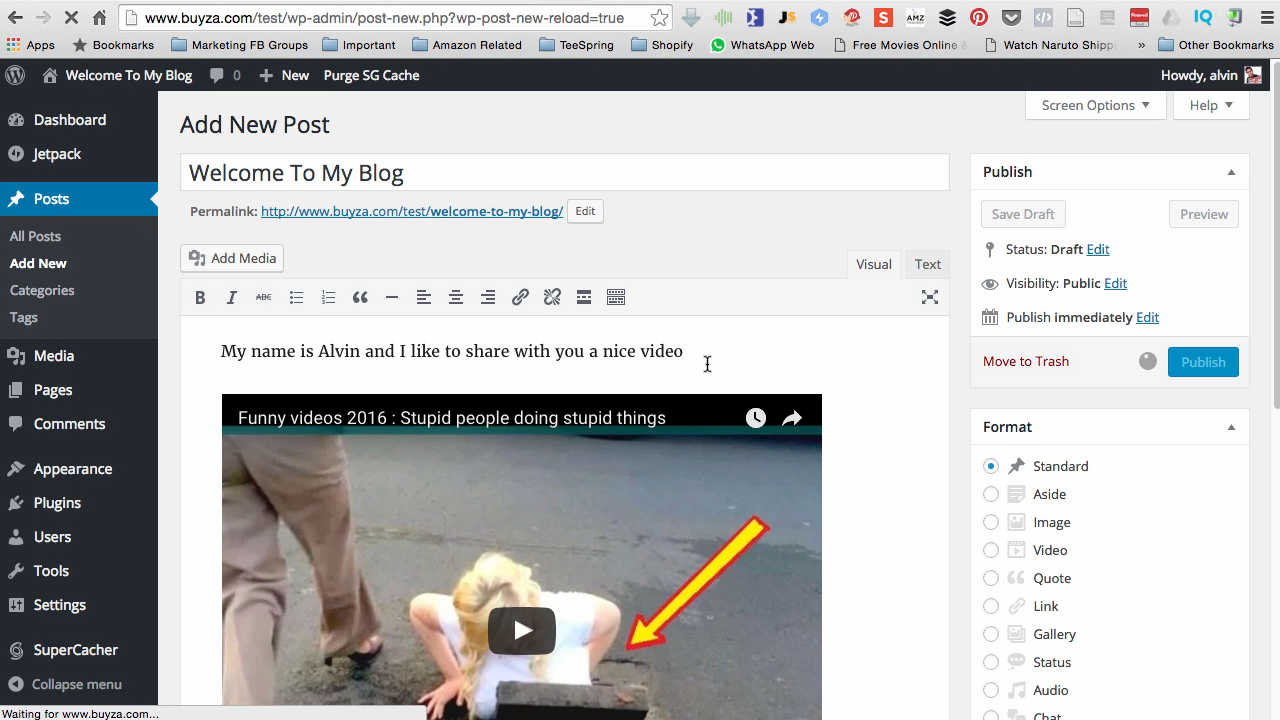 www.buyza.com/test/wp-admin/post-new.php?wp-post-new-reload=true
Apps Bookmarks Marketing FB Groups Important Amazon Related TeeSpring Shopify WhatsApp Web Free Movies Online & Watch Naruto Shipp » Other Bookmarks
Welcome To My Blog 0 New Purge SG Cache Howdy, alvin
Screen Options Help
Dashboard
Jetpack
Posts
All Posts
Add New
Categories
Tags
Media
Pages
Comments
Appearance
Plugins
Users
Tools
Settings
SuperCacher
Collapse menu
Add New Post
Welcome To My Blog
Permalink: http://www.buyza.com/test/welcome-to-my-blog/ Edit
Add Media
Visual Text
B I ABC
My name is Alvin and I like to share with you a nice video
Funny videos 2016 : Stupid people doing stupid things
Publish
Save Draft Preview
Status: Draft Edit
Visibility: Public Edit
Publish immediately Edit
Move to Trash Publish
Format
Standard
Aside
Image
Video
Quote
Link
Gallery
Status
Audio
Chat
Waiting for www.buyza.com...